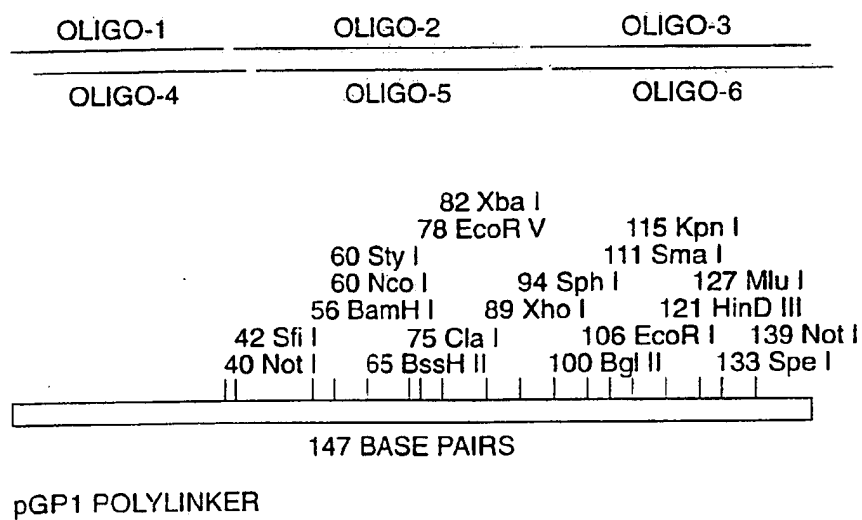 OLIGO-1 OLIGO-2 OLIGO-3
OLIGO-4 OLIGO-5 OLIGO-6
82 Xba I
78 EcoR V 115 Kpn I
60 Sty I 111 Sma I
60 Nco I 94 Sph I 127 Mlu I
56 BamH I 89 Xho I 121 HinD III
42 Sfi I 75 Cla I 106 EcoR I 139 Not I
40 Not I 65 BssH II 100 Bgl II 133 Spe I
147 BASE PAIRS
pGP1 POLYLINKER